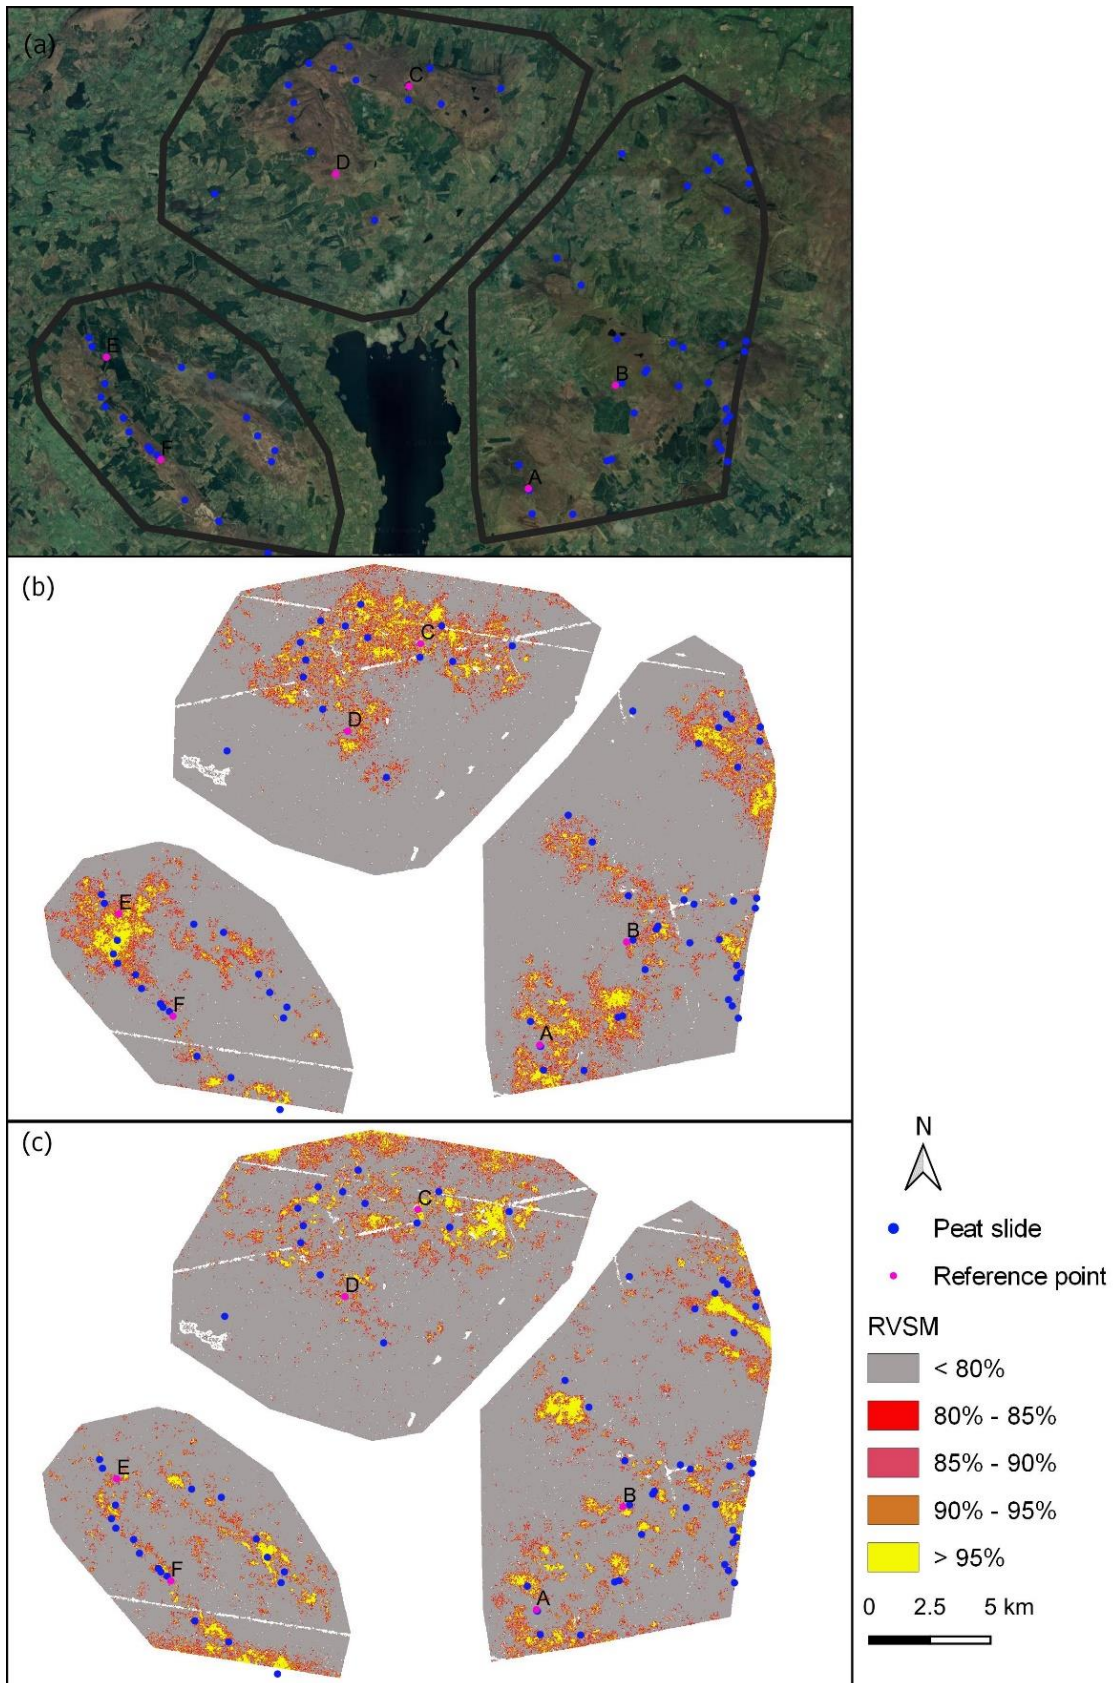 (a)
C
D
E
B
F
A
(b)
C
D
E
B
F
A
(c)
C
D
E
B
F
A
N
Peat slide
Reference point
RVSM
< 80%
80% - 85%
85% - 90%
90% - 95%
> 95%
0 2.5 5 km